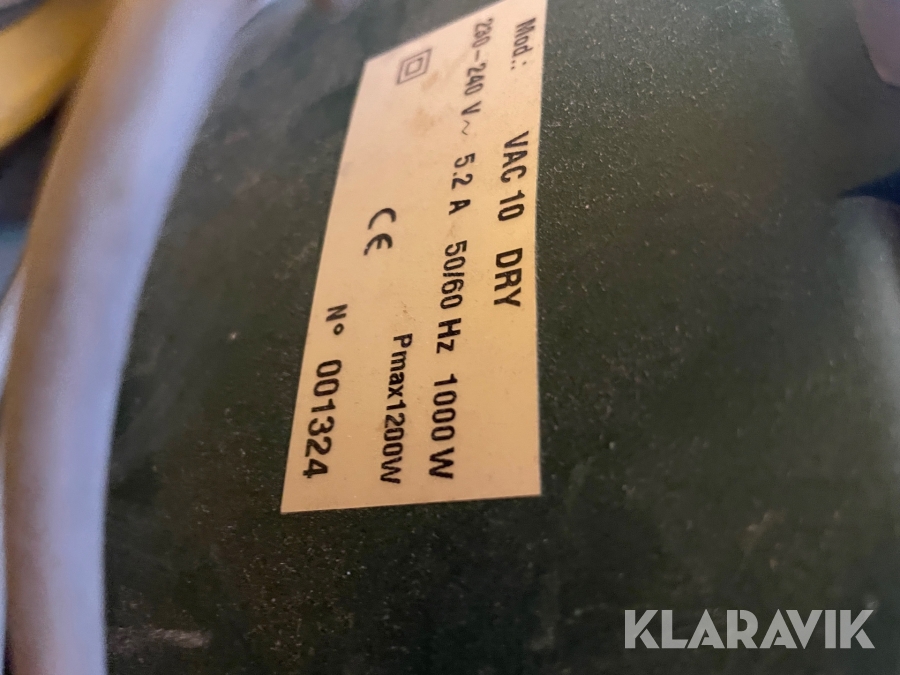 Mod.: VAC 10 DRY
230-240 V~ 5.2 A 50/60 Hz 1000 W
Pmax1200W
CE
N° 001324
KLARAVIK